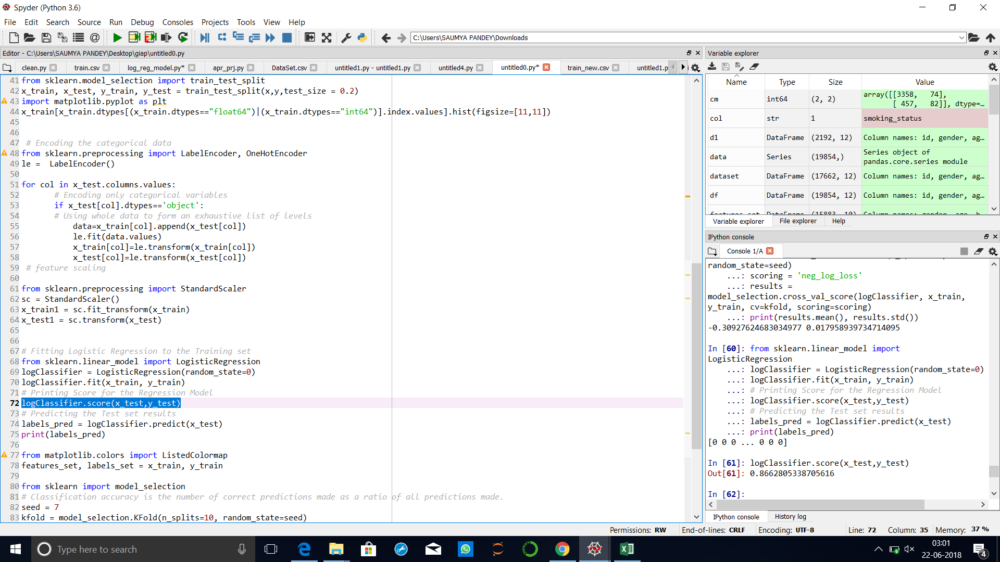 Spyder (Python 3.6)
File Edit Search Source Run Debug Consoles Projects Tools View Help
C:\Users\SAUMYA PANDEY\Downloads
Editor - C:\Users\SAUMYA PANDEY\Desktop\giap\untitled0.py
clean.py train.csv log_reg_model.py* apr_prj.py DataSet.csv untitled1.py - untitled1.py untitled4.py untitled0.py* train_new.csv untitled1.p
41 from sklearn.model_selection import train_test_split
42 x_train, x_test, y_train, y_test = train_test_split(x,y,test_size = 0.2)
43 import matplotlib.pyplot as plt
44 x_train[x_train.dtypes[(x_train.dtypes=="float64")|(x_train.dtypes=="int64")].index.values].hist(figsize=[11,11])
45
46
47 # Encoding the categorical data
48 from sklearn.preprocessing import LabelEncoder, OneHotEncoder
49 le =  LabelEncoder()
50
51 for col in x_test.columns.values:
52 # Encoding only categorical variables
53 if x_test[col].dtypes=='object':
54 # Using whole data to form an exhaustive list of levels
55 data=x_train[col].append(x_test[col])
56 le.fit(data.values)
57 x_train[col]=le.transform(x_train[col])
58 x_test[col]=le.transform(x_test[col])
59 # feature scaling
60
61 from sklearn.preprocessing import StandardScaler
62 sc = StandardScaler()
63 x_train1 = sc.fit_transform(x_train)
64 x_test1 = sc.transform(x_test)
65
66
67 # Fitting Logistic Regression to the Training set
68 from sklearn.linear_model import LogisticRegression
69 logClassifier = LogisticRegression(random_state=0)
70 logClassifier.fit(x_train, y_train)
71 # Printing Score for the Regression Model
72 logClassifier.score(x_test,y_test)
73 # Predicting the Test set results
74 labels_pred = logClassifier.predict(x_test)
75 print(labels_pred)
76
77 from matplotlib.colors import ListedColormap
78 features_set, labels_set = x_train, y_train
79
80 from sklearn import model_selection
81 # Classification accuracy is the number of correct predictions made as a ratio of all predictions made.
82 seed = 7
83 kfold = model_selection.KFold(n_splits=10, random_state=seed)
Variable explorer
Name Type Size Value
cm int64 (2, 2) array([[3358,   74],
[ 457,   82]], dtype=…
col str 1 smoking_status
d1 DataFrame (2192, 12) Column names: id, gender, ag…
data Series (19854,) Series object of
pandas.core.series module
dataset DataFrame (17662, 12) Column names: id, gender, ag…
df DataFrame (19854, 12) Column names: id, gender, ag…
features_set DataFrame (15883, 10) Column names: gender, age, h
Variable explorer File explorer Help
IPython console
Console 1/A
random_state=seed)
...: scoring = 'neg_log_loss'
...: results =
model_selection.cross_val_score(logClassifier, x_train,
y_train, cv=kfold, scoring=scoring)
...: print(results.mean(), results.std())
-0.30927624683034977 0.017958939734714095
In [60]: from sklearn.linear_model import
LogisticRegression
...: logClassifier = LogisticRegression(random_state=0)
...: logClassifier.fit(x_train, y_train)
...: # Printing Score for the Regression Model
...: logClassifier.score(x_test,y_test)
...: # Predicting the Test set results
...: labels_pred = logClassifier.predict(x_test)
...: print(labels_pred)
[0 0 0 ... 0 0 0]
In [61]: logClassifier.score(x_test,y_test)
Out[61]: 0.8662805338705616
In [62]:
IPython console History log
Permissions: RW End-of-lines: CRLF Encoding: UTF-8 Line: 72 Column: 35 Memory: 37 %
Type here to search
03:01
22-06-2018
4